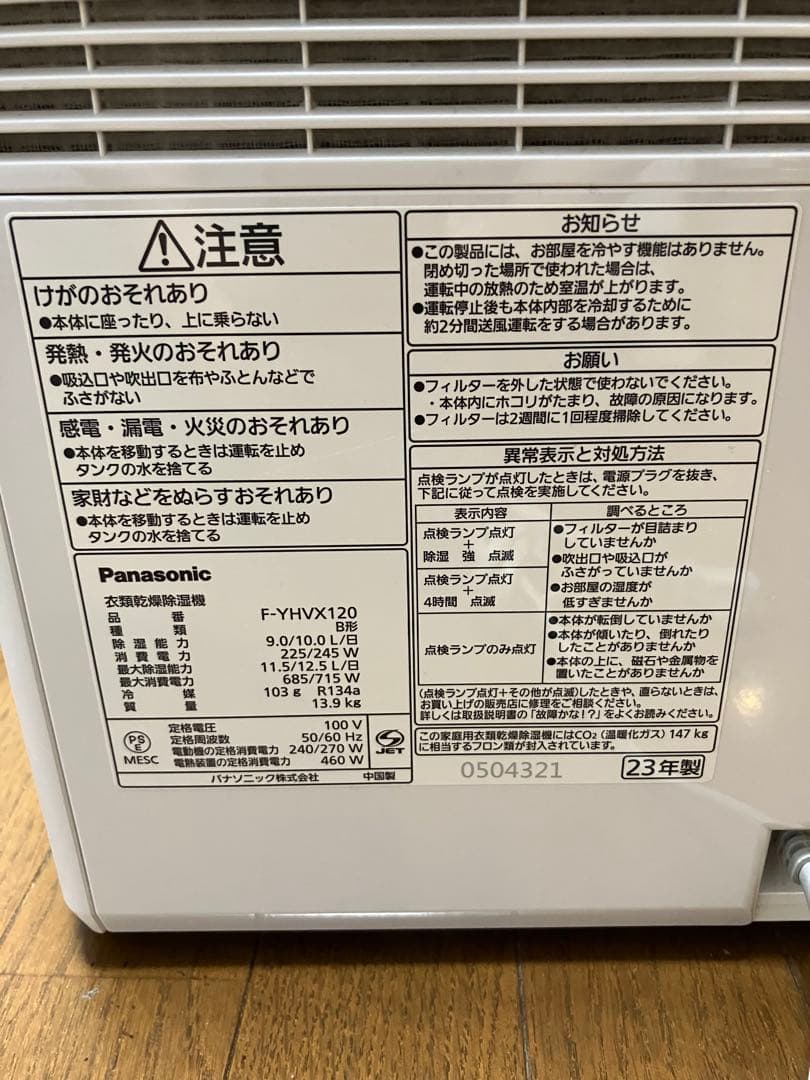 ⚠注意
けがのおそれあり
●本体に座ったり、上に乗らない
発熱・発火のおそれあり
●吸込口や吹出口を布やふとんなどで
ふさがない
感電・漏電・火災のおそれあり
●本体を移動するときは運転を止め
タンクの水を捨てる
家財などをぬらすおそれあり
●本体を移動するときは運転を止め
タンクの水を捨てる
Panasonic
衣類乾燥除湿機
品番 F-YHVX120
種類 B形
除湿能力 9.0/10.0 L/日
消費電力 225/245 W
最大除湿能力 11.5/12.5 L/日
最大消費電力 685/715 W
冷媒 103 g R134a
質量 13.9 kg
PS
E
MESC
定格電圧 100 V
定格周波数 50/60 Hz
電動機の定格消費電力 240/270 W
電熱装置の定格消費電力 460 W
S
JET
パナソニック株式会社 中国製
お知らせ
●この製品には、お部屋を冷やす機能はありません。
閉め切った場所で使われた場合は、
運転中の放熱のため室温が上がります。
●運転停止後も本体内部を冷却するために
約2分間送風運転をする場合があります。
お願い
●フィルターを外した状態で使わないでください。
・本体内にホコリがたまり、故障の原因になります。
●フィルターは2週間に1回程度掃除してください。
異常表示と対処方法
点検ランプが点灯したときは、電源プラグを抜き、
下記に従って点検を実施してください。
表示内容 調べるところ
点検ランプ点灯
+
除湿 強 点滅
点検ランプ点灯
+
4時間 点滅
●フィルターが目詰まり
していませんか
●吹出口や吸込口が
ふさがっていませんか
●お部屋の湿度が
低すぎませんか
点検ランプのみ点灯
●本体が転倒していませんか
●本体が傾いたり、倒れたり
したことがありませんか
●本体の上に、磁石や金属物を
置いたことがありませんか
(点検ランプ点灯+その他が点滅)したときや、直らないときは、
お買い上げの販売店に修理をご相談ください。
詳しくは取扱説明書の「故障かな!?」をよくお読みください。
この家庭用衣類乾燥除湿機にはCO₂(温暖化ガス)147 kg
に相当するフロン類が封入されています。
0504321 23年製